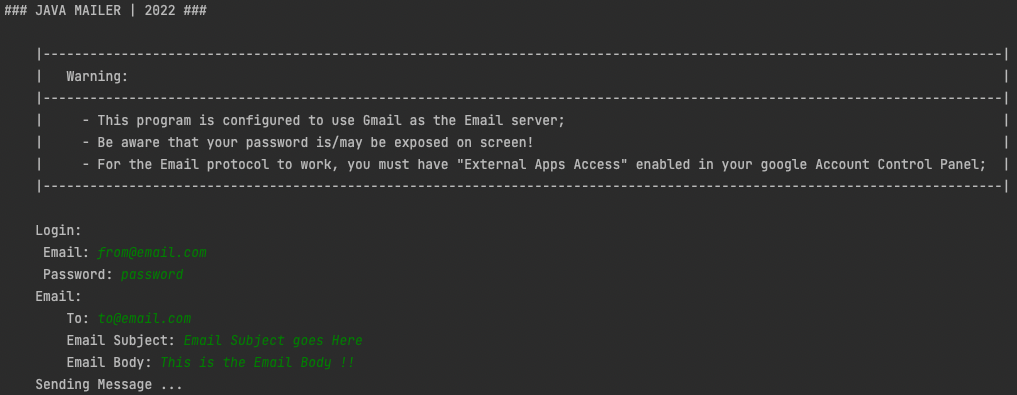 ### JAVA MAILER | 2022 ###
|---------------------------------------------------------------------------------------------------------------------------|
|   Warning:                                                                                                                |
|---------------------------------------------------------------------------------------------------------------------------|
|     - This program is configured to use Gmail as the Email server;                                                        |
|     - Be aware that your password is/may be exposed on screen!                                                            |
|     - For the Email protocol to work, you must have "External Apps Access" enabled in your google Account Control Panel;  |
|---------------------------------------------------------------------------------------------------------------------------|
Login:
Email: from@email.com
Password: password
Email:
To: to@email.com
Email Subject: Email Subject goes Here
Email Body: This is the Email Body !!
Sending Message ...